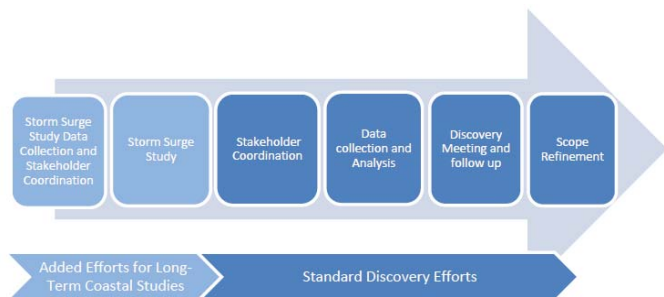 Storm Surge
Study Data
Collection and
Stakeholder
Coordination
Storm Surge
Study
Stakeholder
Coordination
Data
collection and
Analysis
Discovery
Meeting and
follow up
Scope
Refinement
Added Efforts for Long-
Term Coastal Studies
Standard Discovery Efforts